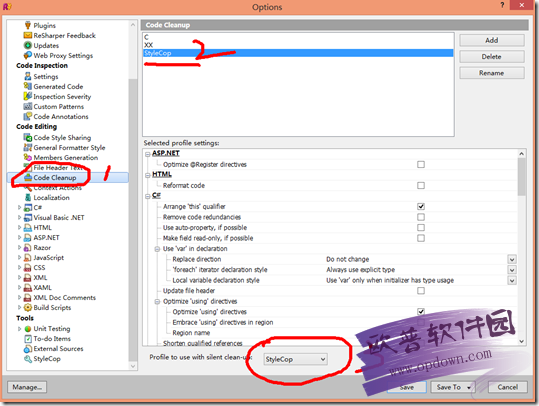 Options
Plugins
ReSharper Feedback
Updates
Web Proxy Settings
Code Inspection
Settings
Generated Code
Inspection Severity
Custom Patterns
Code Annotations
Code Editing
Code Style Sharing
General Formatter Style
Members Generation
File Header Text
Code Cleanup
1
Context Actions
Localization
C#
Visual Basic .NET
HTML
ASP.NET
Razor
JavaScript
CSS
XML
XAML
XML Doc Comments
Build Scripts
Tools
Unit Testing
To-do Items
External Sources
StyleCop
Code Cleanup
C
XX
StyleCop
2
Add
Delete
Rename
Selected profile settings:
ASP.NET
Optimize @Register directives
HTML
Reformat code
C#
Arrange 'this' qualifier
Remove code redundancies
Use auto-property, if possible
Make field read-only, if possible
Use 'var' in declaration
Replace direction Do not change
'foreach' iterator declaration style Always use explicit type
Local variable declaration style Use 'var' only when initializer has type usage
Update file header
Optimize 'using' directives
Optimize 'using' directives
Embrace 'using' directives in region
Region name
Shorten qualified references
Profile to use with silent clean-up: StyleCop
欧普软件园
www.opdown.com
Manage...
Save
Save To
Cancel